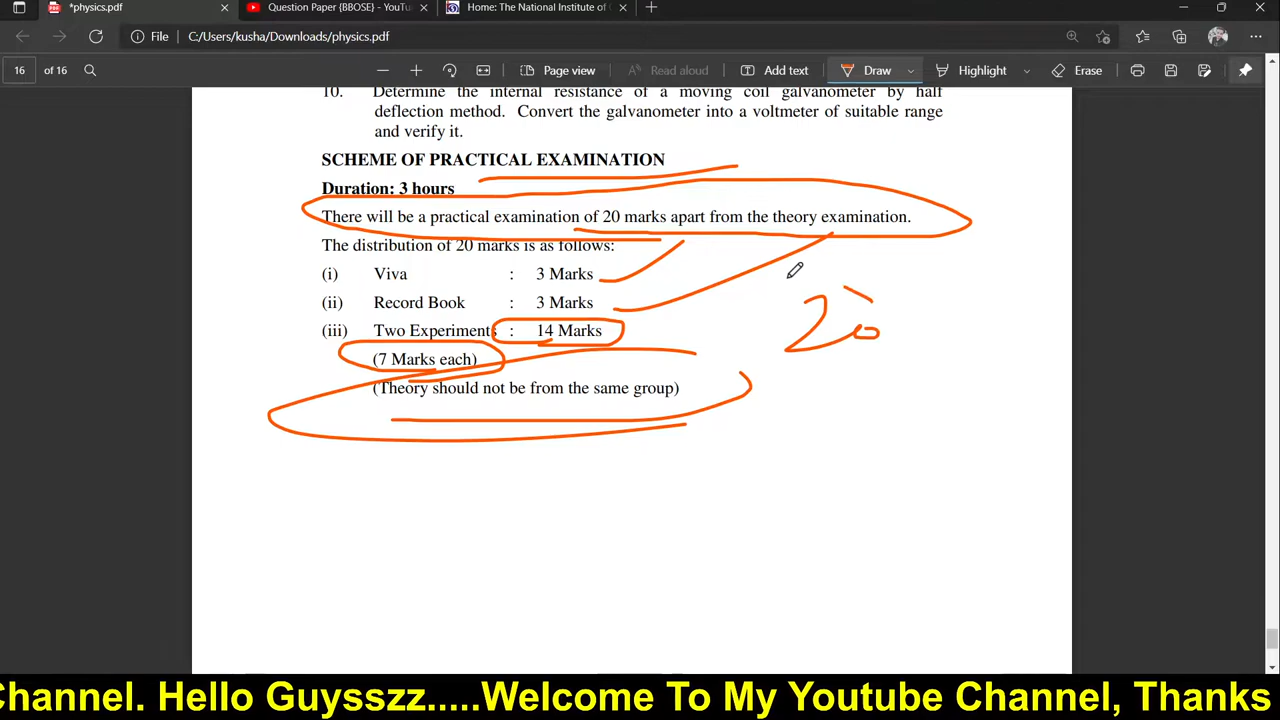 *physics.pdf
Question Paper {BBOSE} - YouTu
Home: The National Institute of
File
C:/Users/kusha/Downloads/physics.pdf
16 of 16
Page view
Read aloud
Add text
Draw
Highlight
Erase
10. Determine the internal resistance of a moving coil galvanometer by half
deflection method. Convert the galvanometer into a voltmeter of suitable range
and verify it.
SCHEME OF PRACTICAL EXAMINATION
Duration: 3 hours
There will be a practical examination of 20 marks apart from the theory examination.
The distribution of 20 marks is as follows:
(i) Viva : 3 Marks
(ii) Record Book : 3 Marks
20
(iii) Two Experiments : 14 Marks
(7 Marks each)
(Theory should not be from the same group)
Channel. Hello Guysszz.....Welcome To My Youtube Channel, Thanks